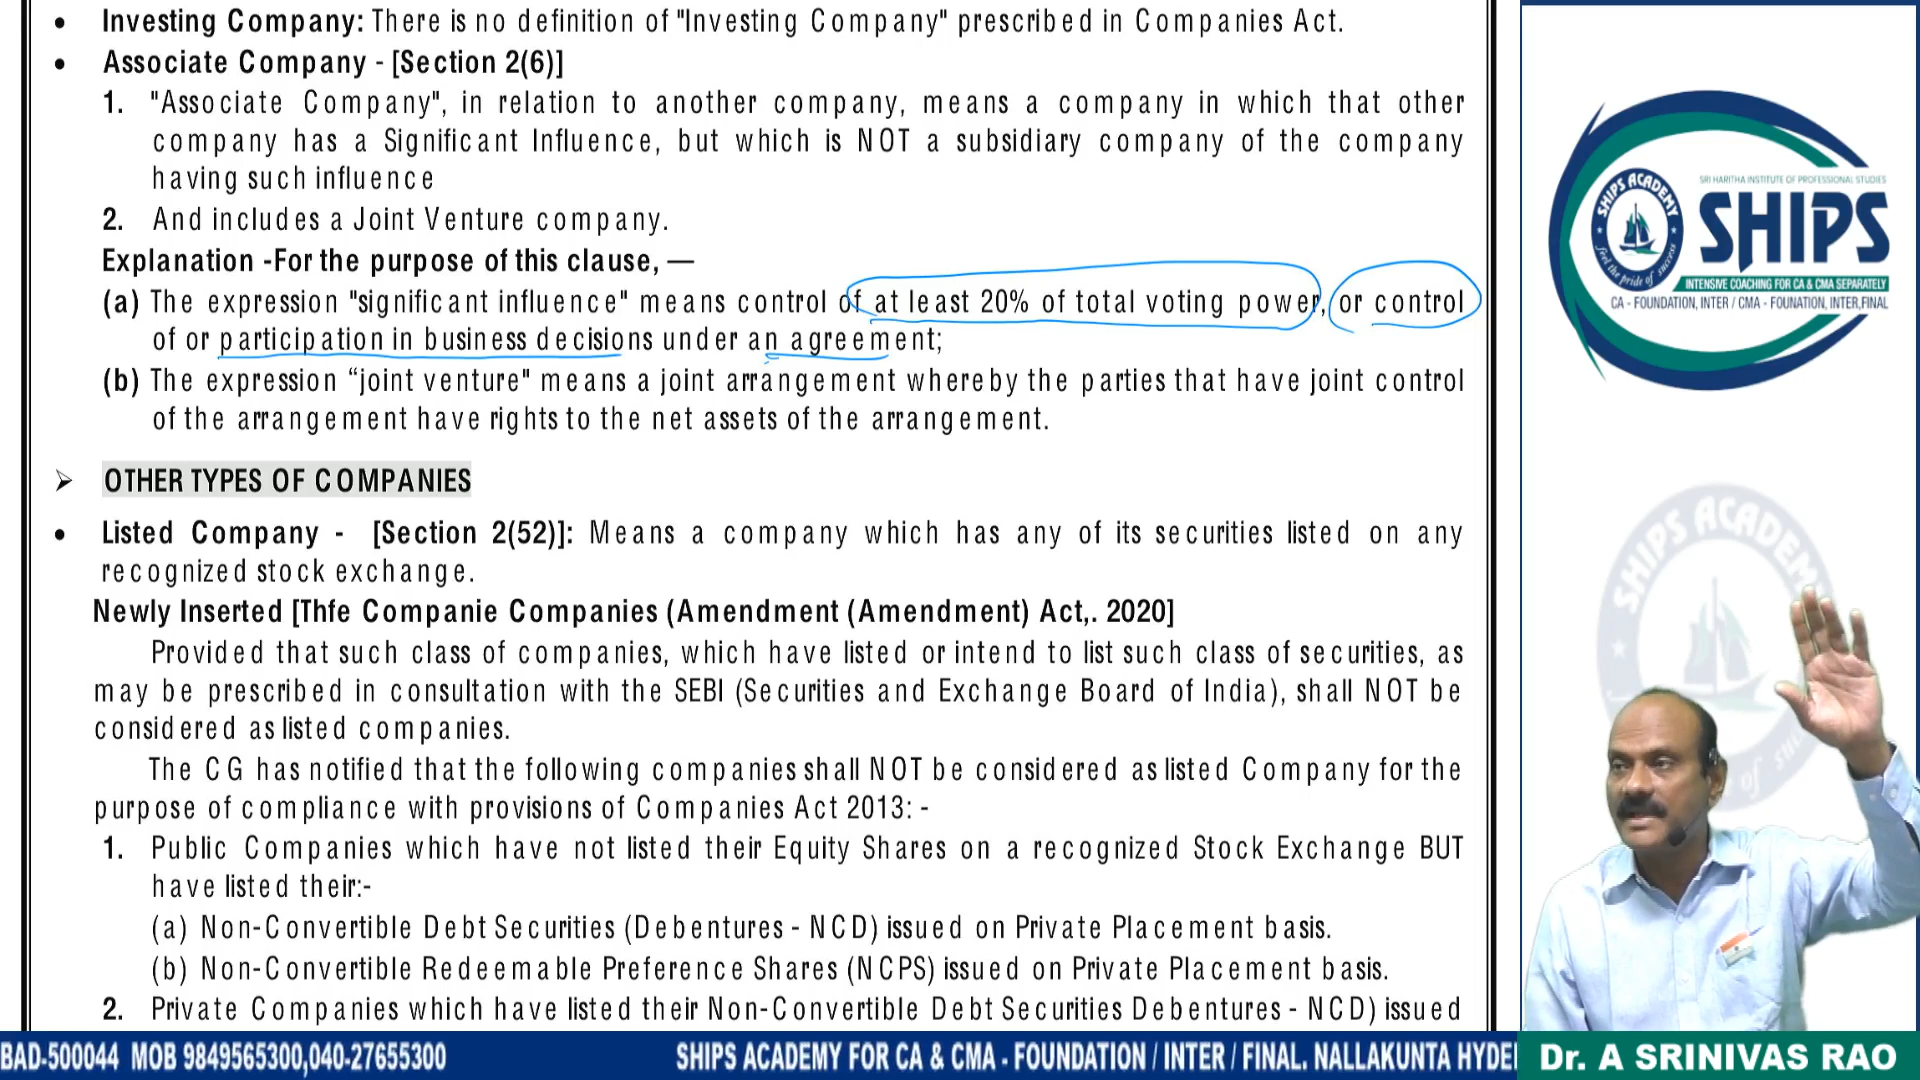 • Investing Company: There is no definition of "Investing Company" prescribed in Companies Act.
• Associate Company - [Section 2(6)]
1. "Associate Company", in relation to another company, means a company in which that other
company has a Significant Influence, but which is NOT a subsidiary company of the company
having such influence
2. And includes a Joint Venture company.
Explanation -For the purpose of this clause, —
(a) The expression "significant influence" means control of at least 20% of total voting power, or control
of or participation in business decisions under an agreement;
(b) The expression “joint venture" means a joint arrangement whereby the parties that have joint control
of the arrangement have rights to the net assets of the arrangement.
➢ OTHER TYPES OF COMPANIES
• Listed Company - [Section 2(52)]: Means a company which has any of its securities listed on any
recognized stock exchange.
Newly Inserted [Thfe Companie Companies (Amendment (Amendment) Act,. 2020]
Provided that such class of companies, which have listed or intend to list such class of securities, as
may be prescribed in consultation with the SEBI (Securities and Exchange Board of India), shall NOT be
considered as listed companies.
The CG has notified that the following companies shall NOT be considered as listed Company for the
purpose of compliance with provisions of Companies Act 2013: -
1. Public Companies which have not listed their Equity Shares on a recognized Stock Exchange BUT
have listed their:-
(a) Non-Convertible Debt Securities (Debentures - NCD) issued on Private Placement basis.
(b) Non-Convertible Redeemable Preference Shares (NCPS) issued on Private Placement basis.
2. Private Companies which have listed their Non-Convertible Debt Securities Debentures - NCD) issued
SRI HARITHA INSTITUTE OF PROFESSIONAL STUDIES
SHIPS ACADEMY
feel the pride of success
SHIPS
INTENSIVE COACHING FOR CA & CMA SEPARATELY
CA - FOUNDATION, INTER / CMA - FOUNATION, INTER,FINAL
SHIPS ACADEMY
of su
BAD-500044 MOB 9849565300,040-27655300 SHIPS ACADEMY FOR CA & CMA - FOUNDATION / INTER / FINAL. NALLAKUNTA HYDE
Dr. A SRINIVAS RAO